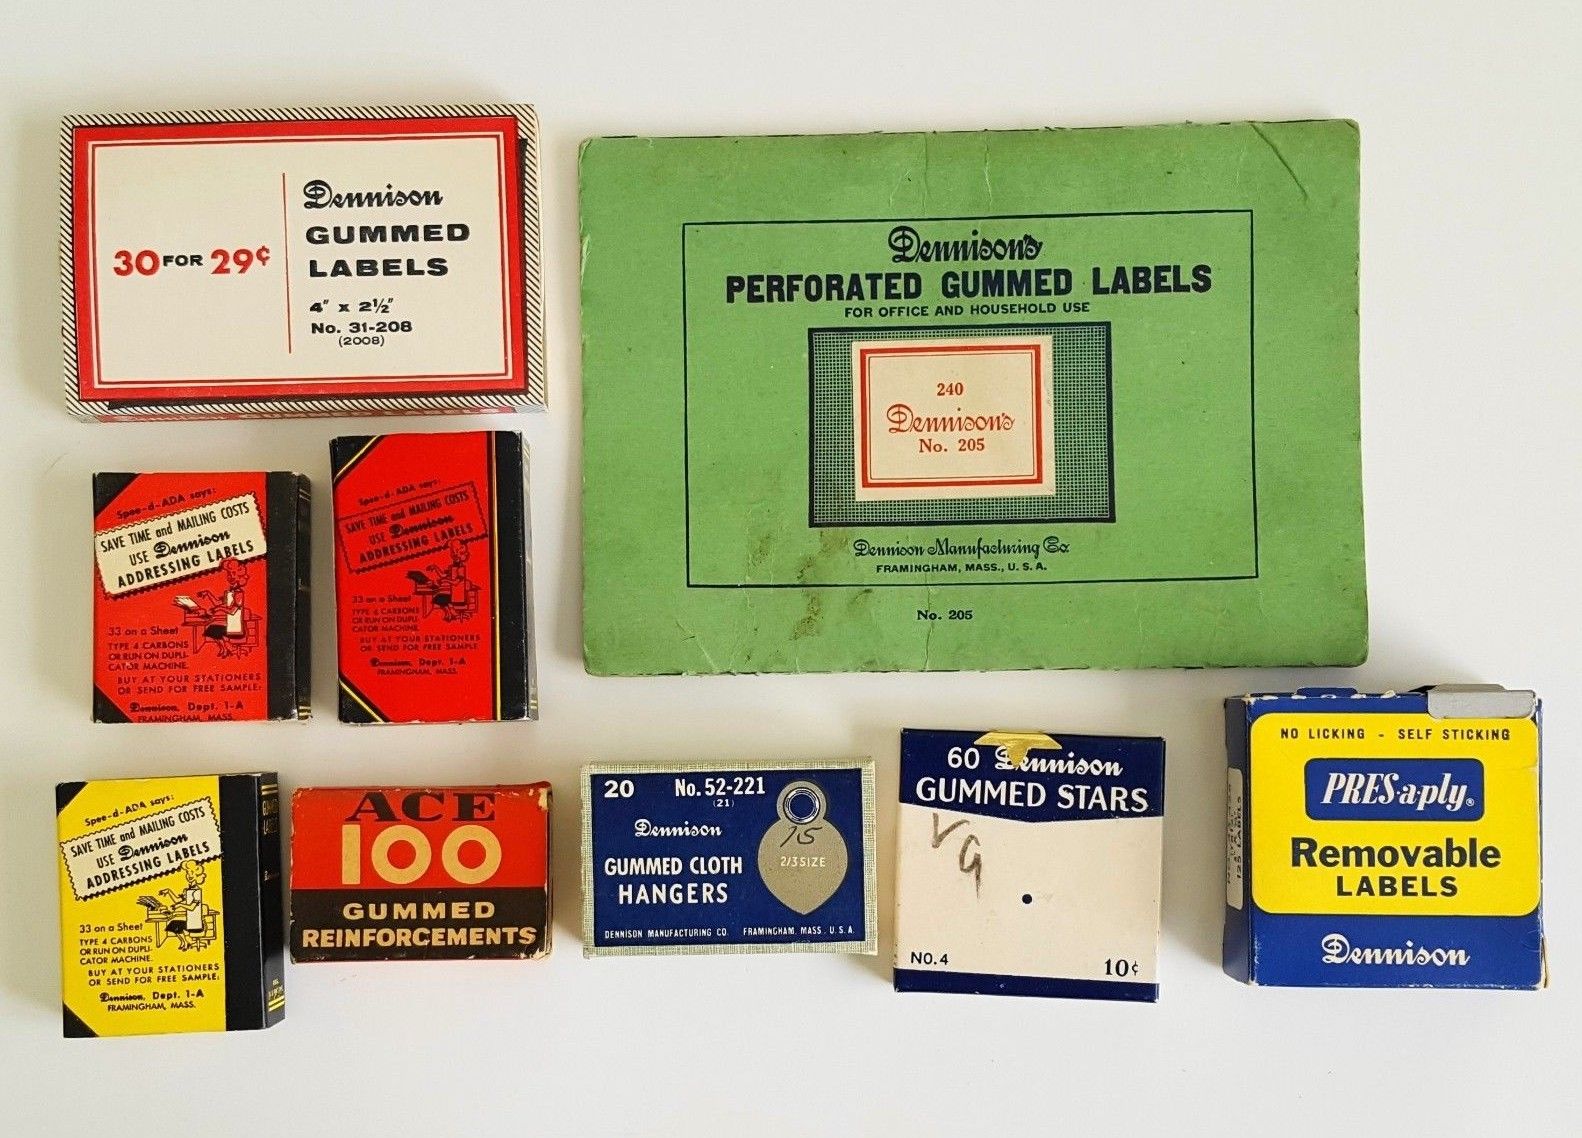 30 FOR 29¢
Dennison
GUMMED
LABELS
4" x 2½"
No. 31-208
(2008)
GUMMED LABELS
Dennison's
PERFORATED GUMMED LABELS
FOR OFFICE AND HOUSEHOLD USE
240
Dennison's
No. 205
Dennison Manufacturing Co.
FRAMINGHAM, MASS., U. S. A.
No. 205
Spee-d-ADA says:
SAVE TIME and MAILING COSTS
USE Dennison
ADDRESSING LABELS
33 on a Sheet
TYPE 4 CARBONS
OR RUN ON DUPLI-
CATOR MACHINE.
BUY AT YOUR STATIONERS
OR SEND FOR FREE SAMPLE:
Dennison, Dept. 1-A
FRAMINGHAM, MASS.
Spee-d-ADA says:
SAVE TIME and MAILING COSTS
USE Dennison
ADDRESSING LABELS
33 on a Sheet
TYPE 4 CARBONS
OR RUN ON DUPLI-
CATOR MACHINE.
BUY AT YOUR STATIONERS
OR SEND FOR FREE SAMPLE
Dennison, Dept. 1-A
FRAMINGHAM, MASS.
Spee-d-ADA says:
SAVE TIME and MAILING COSTS
USE Dennison
ADDRESSING LABELS
33 on a Sheet
TYPE 4 CARBONS
OR RUN ON DUPLI-
CATOR MACHINE.
BUY AT YOUR STATIONERS
OR SEND FOR FREE SAMPLE:
Dennison, Dept. 1-A
FRAMINGHAM, MASS.
ACE
100
GUMMED
REINFORCEMENTS
20 No. 52-221
(21)
Dennison
GUMMED CLOTH
HANGERS
15
2/3 SIZE
DENNISON MANUFACTURING CO. FRAMINGHAM, MASS., U.S.A.
60 Dennison
GUMMED STARS
VG
NO. 4
10¢
NO LICKING - SELF STICKING
PRES-a-ply®
Removable
LABELS
Dennison
125 LABELS